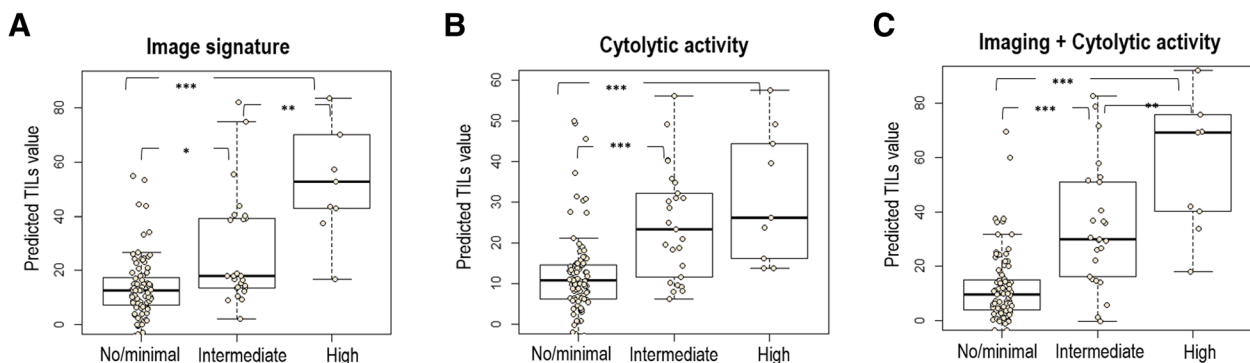 A
Image signature
Predicted TILs value
80
60
40
20
0
***
**
*
No/minimal Intermediate High
B
Cytolytic activity
Predicted TILs value
60
50
40
30
20
10
0
***
***
No/minimal Intermediate High
C
Imaging + Cytolytic activity
Predicted TILs value
80
60
40
20
0
***
***
**
No/minimal Intermediate High